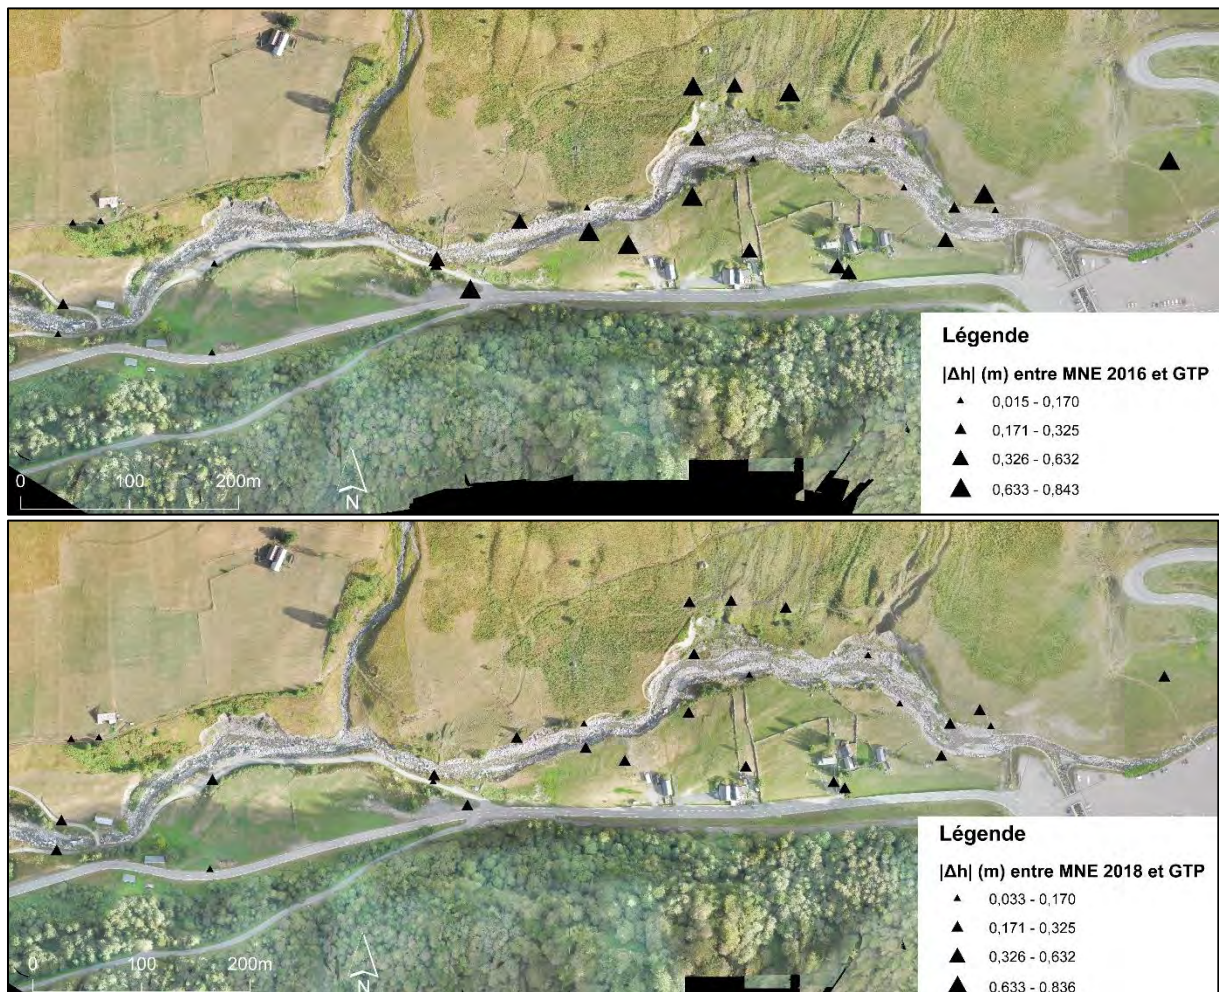 Légende
|Δh| (m) entre MNE 2016 et GTP
0,015 - 0,170
0,171 - 0,325
0,326 - 0,632
0,633 - 0,843
0 100 200m
N
Légende
|Δh| (m) entre MNE 2018 et GTP
0,033 - 0,170
0,171 - 0,325
0,326 - 0,632
0,633 - 0,836
0 100 200m
N